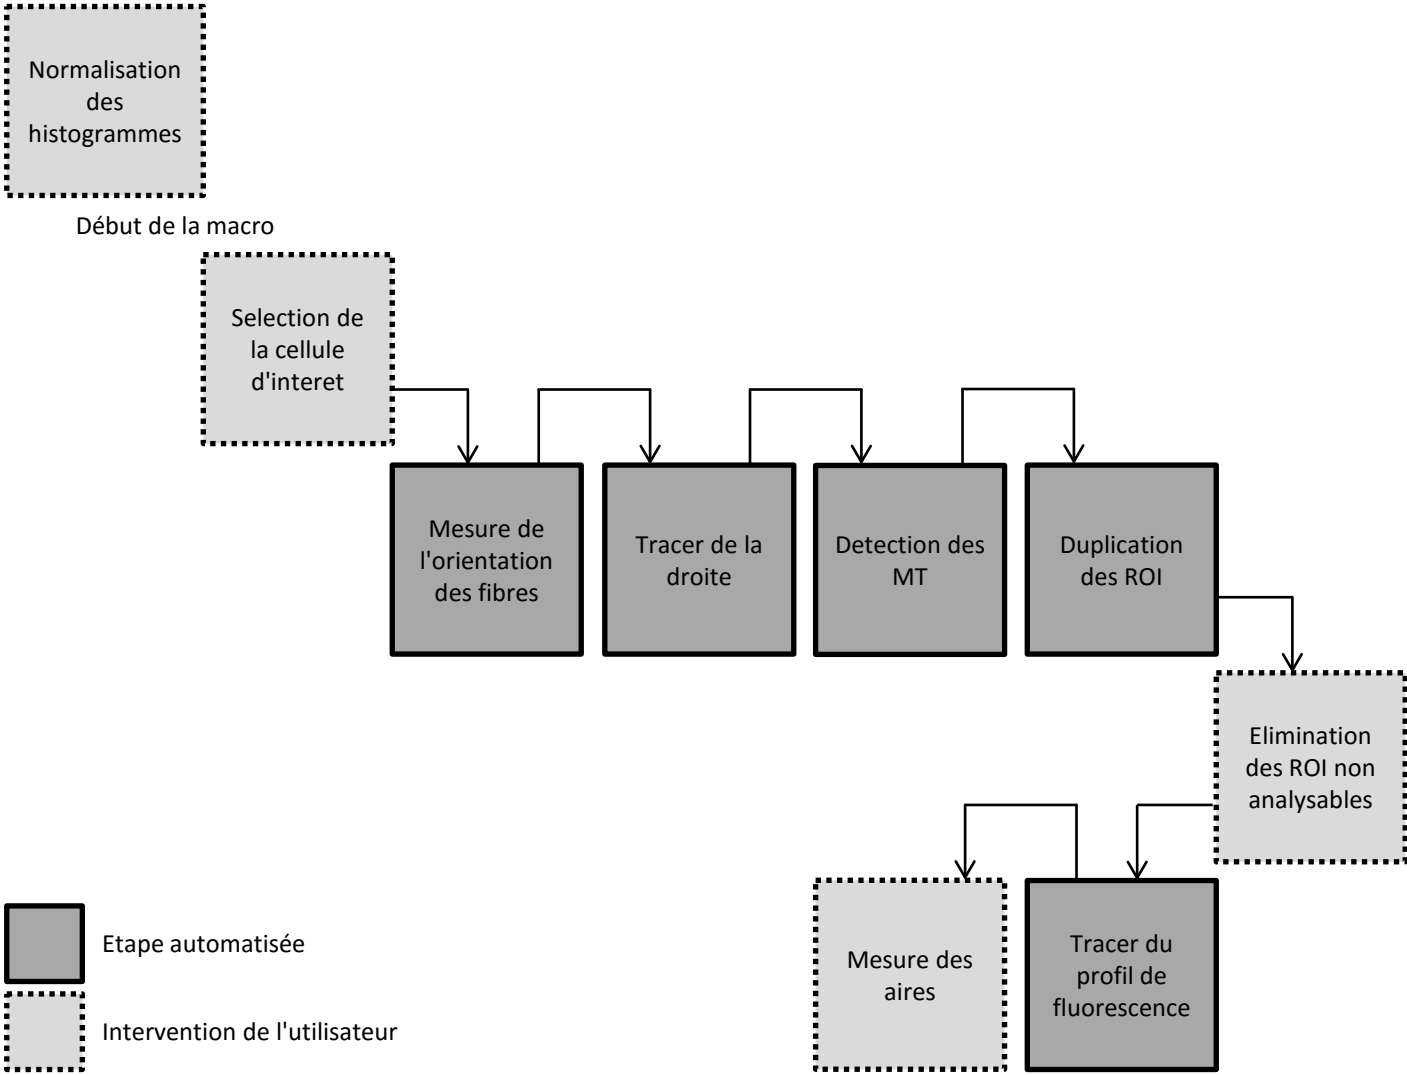 Normalisation
des
histogrammes
Début de la macro
Selection de
la cellule
d'interet
Mesure de
l'orientation
des fibres
Tracer de la
droite
Detection des
MT
Duplication
des ROI
Elimination
des ROI non
analysables
Tracer du
profil de
fluorescence
Mesure des
aires
Etape automatisée
Intervention de l'utilisateur